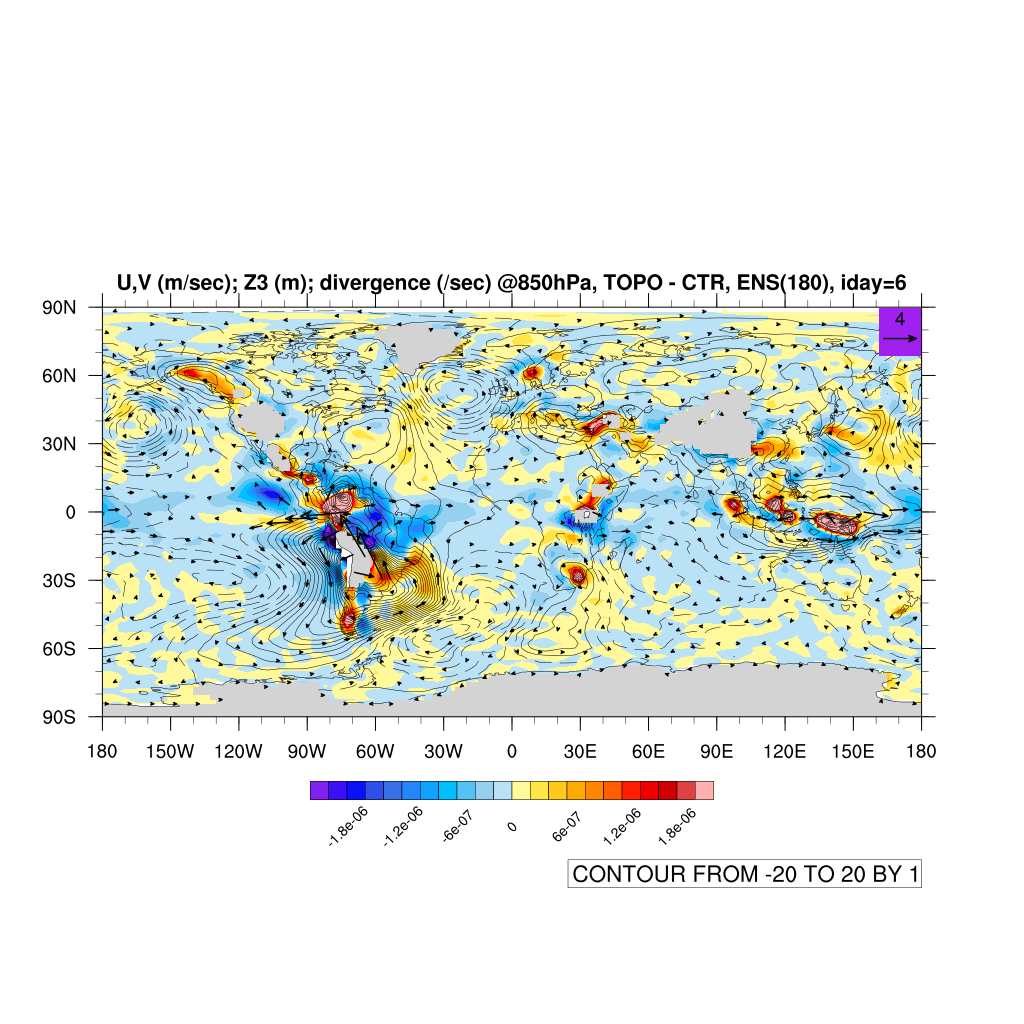 U,V (m/sec); Z3 (m); divergence (/sec) @850hPa, TOPO - CTR, ENS(180), iday=6
90N
4
60N
30N
0
30S
60S
90S
180 150W 120W 90W 60W 30W 0 30E 60E 90E 120E 150E 180
-1.8e-06 -1.2e-06 -6e-07 0 6e-07 1.2e-06 1.8e-06
CONTOUR FROM -20 TO 20 BY 1